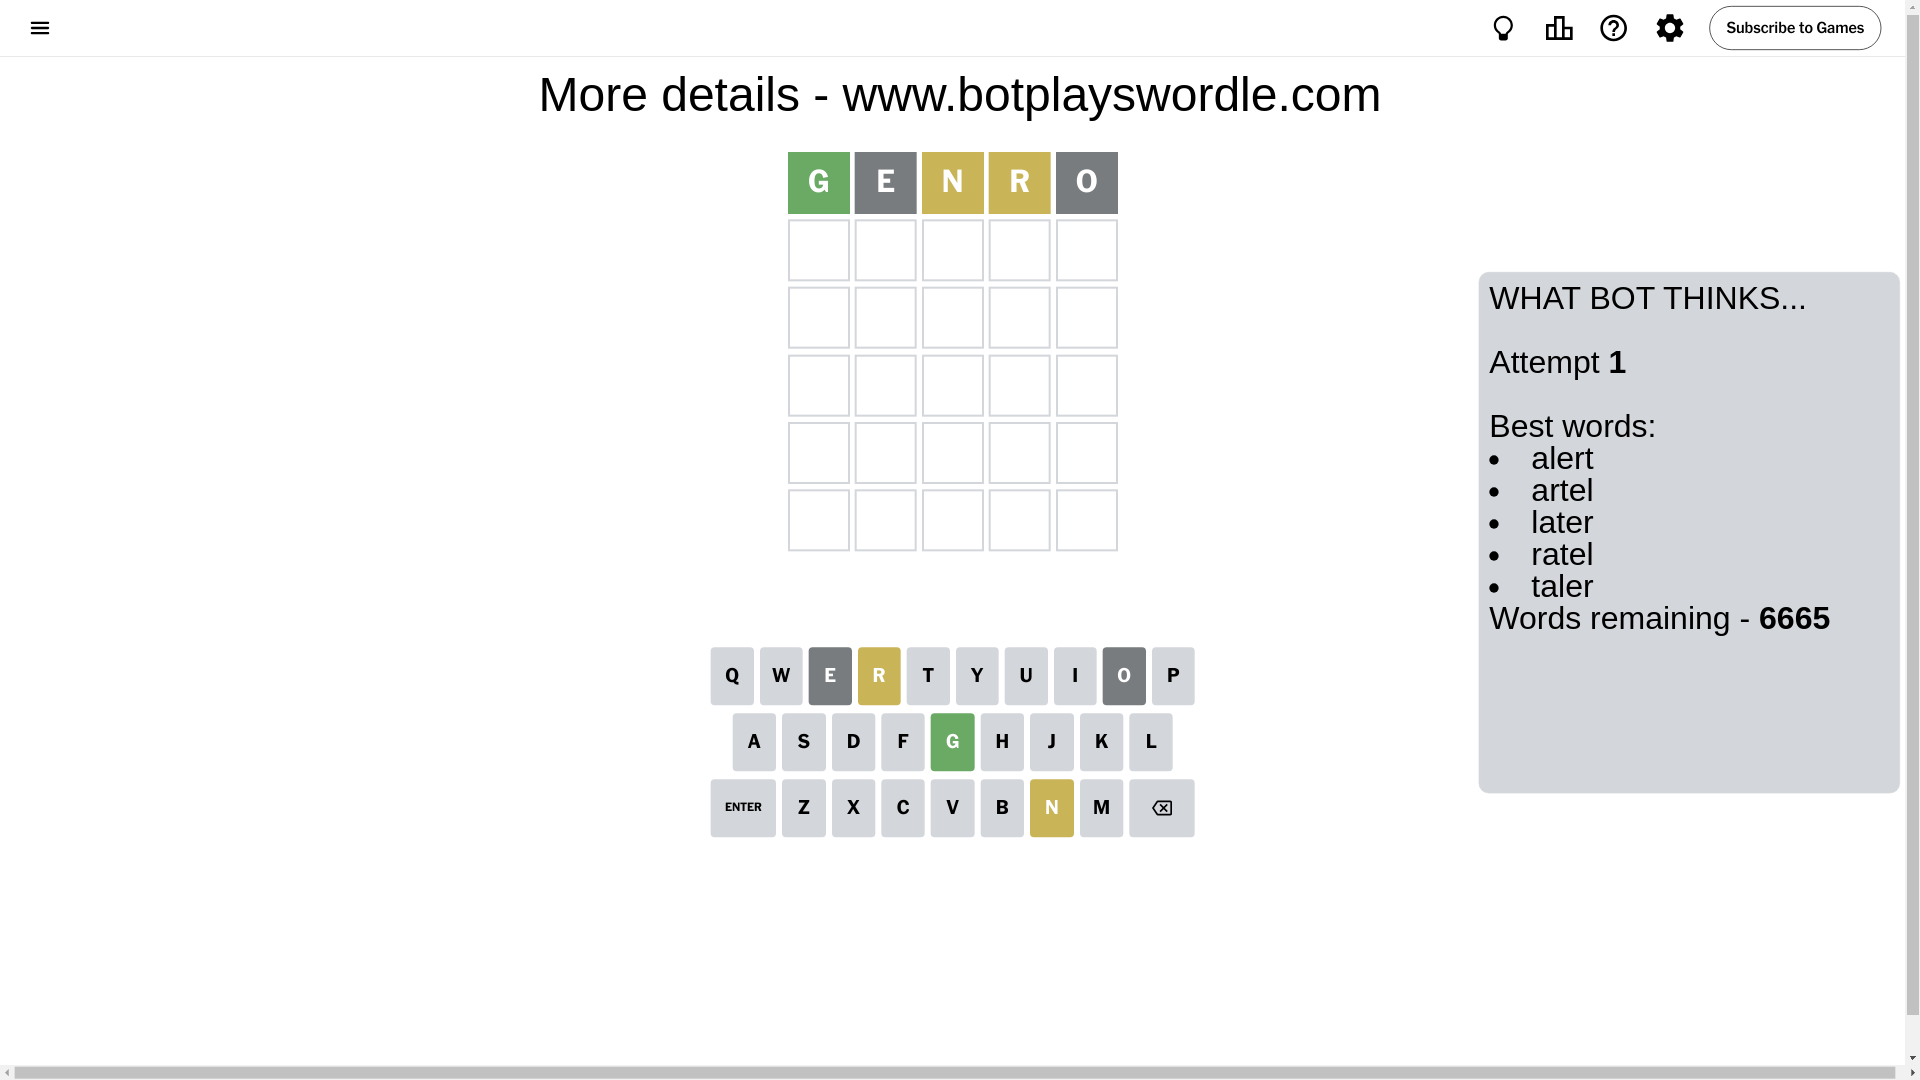 Subscribe to Games
More details - www.botplayswordle.com
G E N R O
WHAT BOT THINKS...
Attempt 1
Best words:
• alert
• artel
• later
• ratel
• taler
Words remaining - 6665
Q W E R T Y U I O P
A S D F G H J K L
ENTER Z X C V B N M